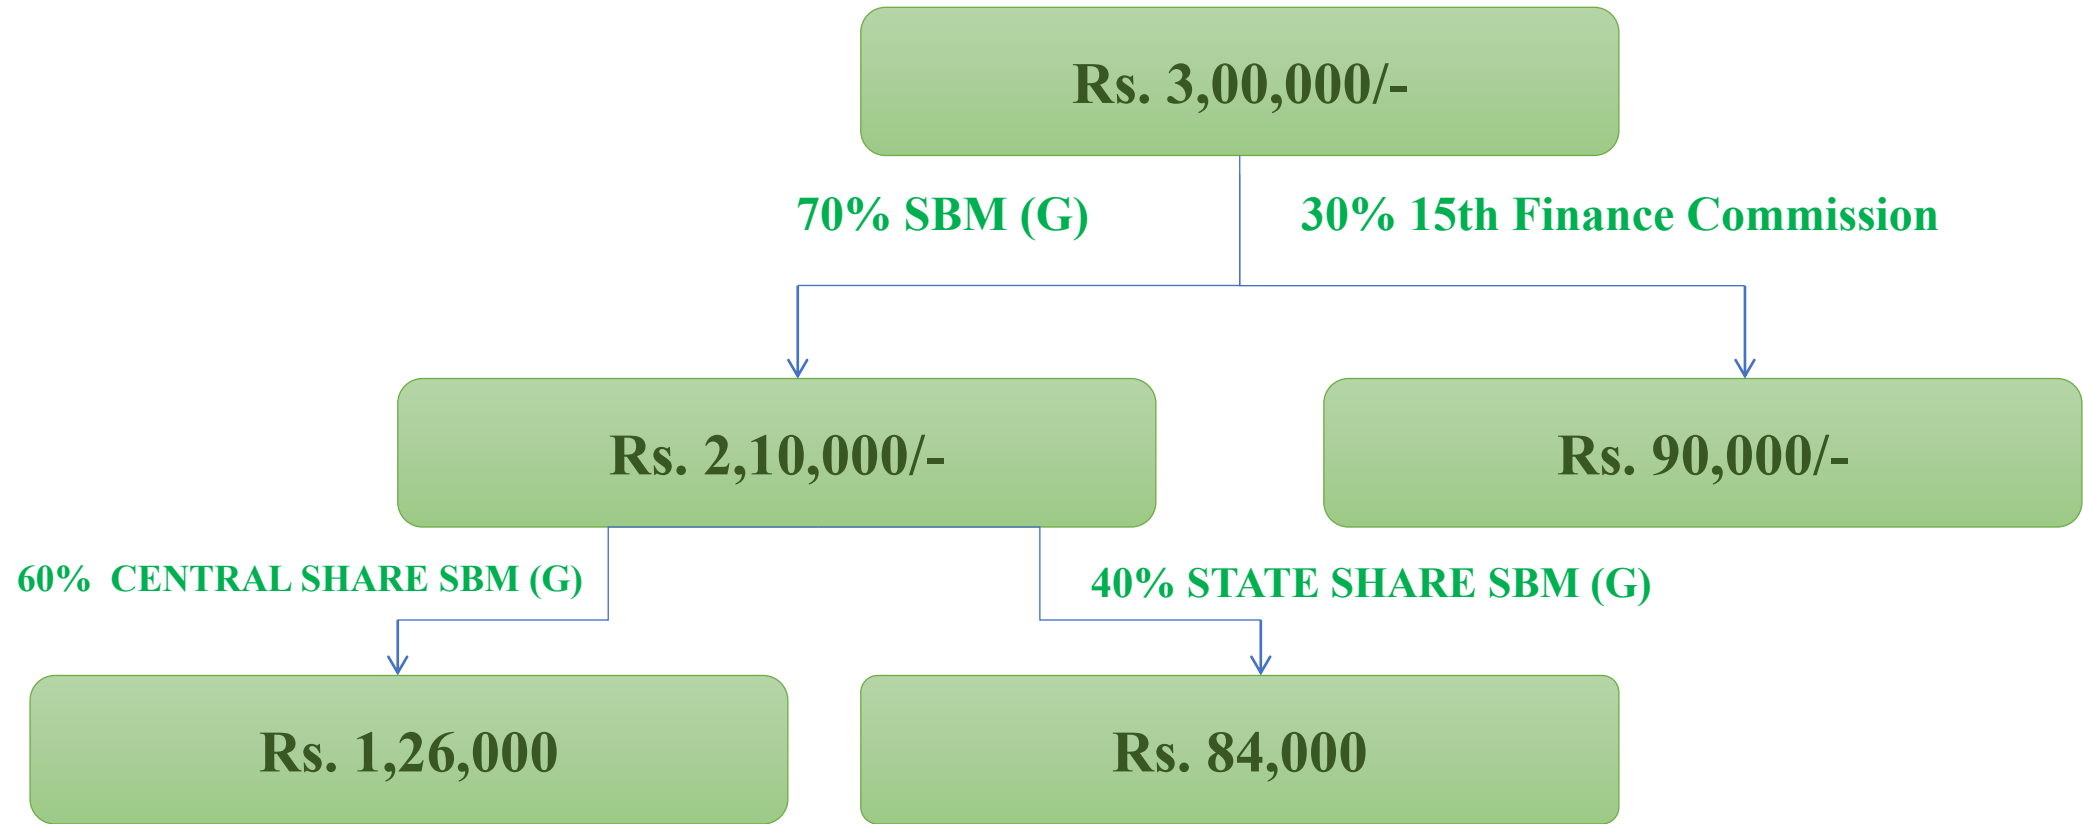 Rs. 3,00,000/-
70% SBM (G)
30% 15th Finance Commission
Rs. 2,10,000/-
Rs. 90,000/-
60% CENTRAL SHARE SBM (G)
40% STATE SHARE SBM (G)
Rs. 1,26,000
Rs. 84,000